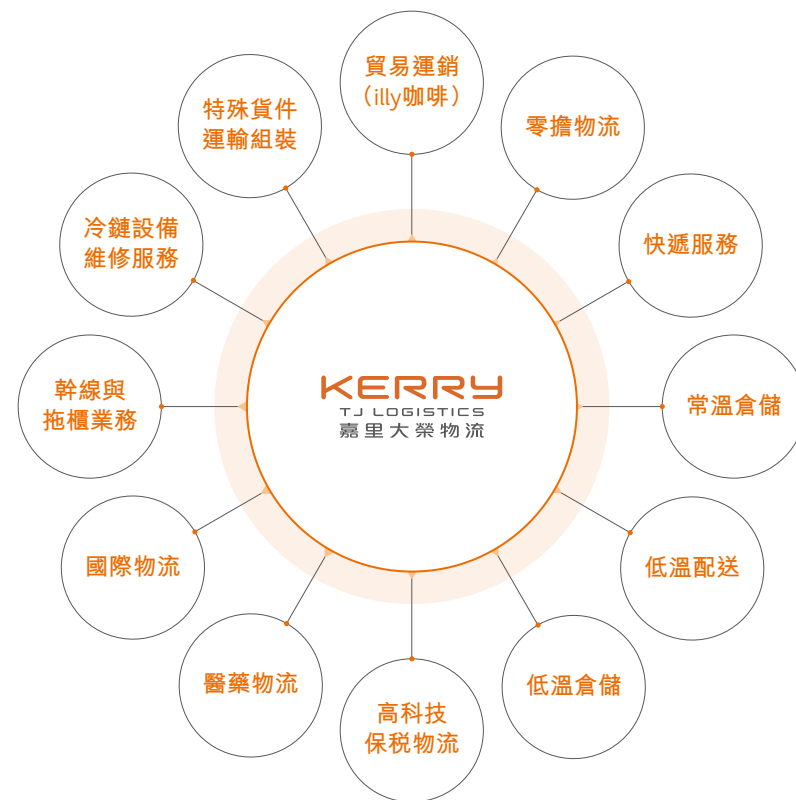 貿易運銷
（illy咖啡）
零擔物流
快遞服務
常溫倉儲
低溫配送
低溫倉儲
高科技
保税物流
醫藥物流
國際物流
幹線與
拖櫃業務
冷鏈設備
維修服務
特殊貨件
運輸組裝
KERRY
TJ LOGISTICS
嘉里大榮物流